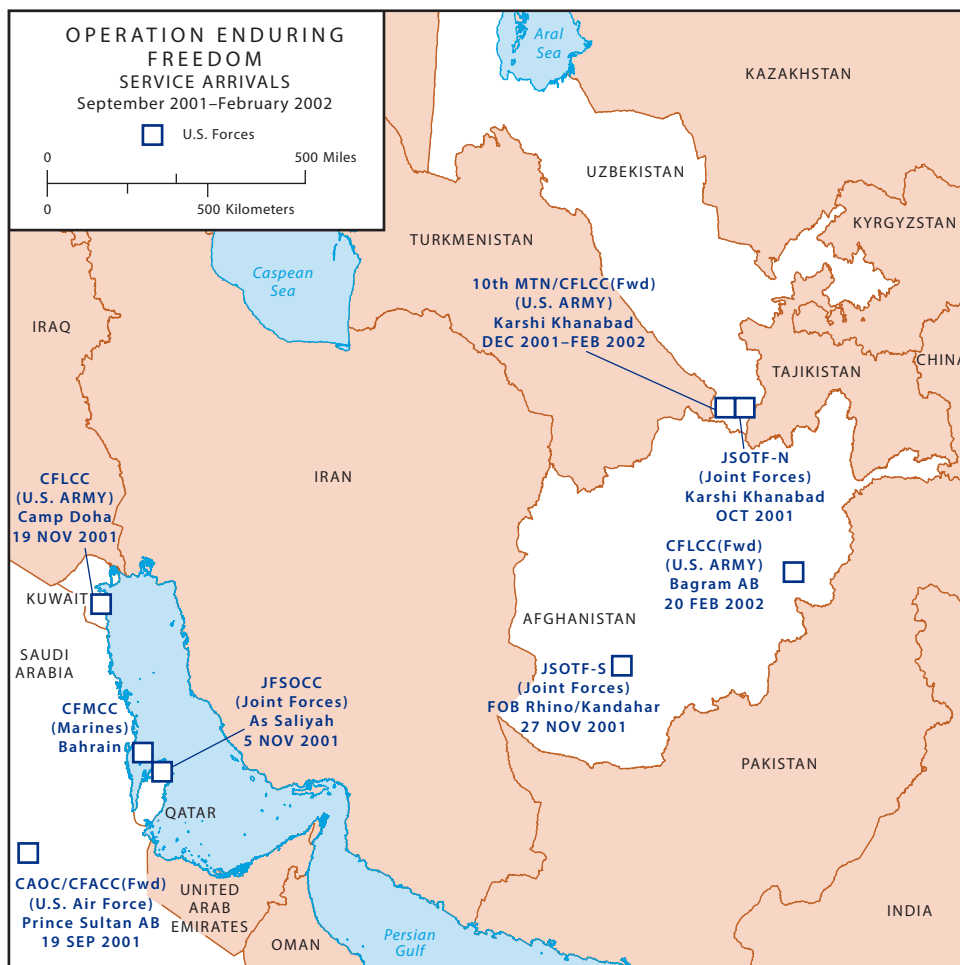 OPERATION ENDURING
FREEDOM
SERVICE ARRIVALS
September 2001–February 2002
U.S. Forces
0
500 Miles
0
500 Kilometers
Aral
Sea
KAZAKHSTAN
UZBEKISTAN
KYRGYZSTAN
TURKMENISTAN
Caspean
Sea
10th MTN/CFLCC(Fwd)
(U.S. ARMY)
Karshi Khanabad
DEC 2001–FEB 2002
IRAQ
TAJIKISTAN
CHINA
IRAN
JSOTF-N
(Joint Forces)
Karshi Khanabad
OCT 2001
CFLCC
(U.S. ARMY)
Camp Doha
19 NOV 2001
CFLCC(Fwd)
(U.S. ARMY)
Bagram AB
20 FEB 2002
KUWAIT
AFGHANISTAN
SAUDI
ARABIA
JSOTF-S
(Joint Forces)
FOB Rhino/Kandahar
27 NOV 2001
JFSOCC
(Joint Forces)
As Saliyah
5 NOV 2001
CFMCC
(Marines)
Bahrain
PAKISTAN
QATAR
CAOC/CFACC(Fwd)
(U.S. Air Force)
Prince Sultan AB
19 SEP 2001
UNITED
ARAB
EMIRATES
OMAN
Persian
Gulf
INDIA